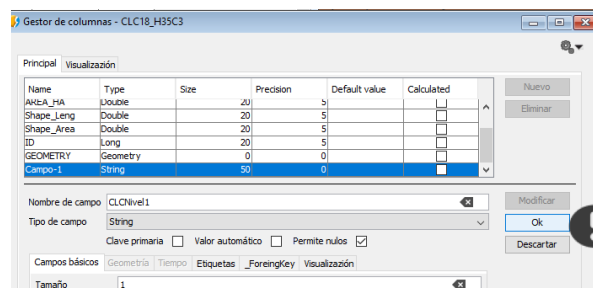 Gestor de columnas - CLC18_H35C3
Principal Visualizazión
Name Type Size Precision Default value Calculated Nuevo
AREA_HA Double 20 5
Eliminar
Shape_Leng Double 20 5
Shape_Area Double 20 5
ID Long 20 5
GEOMETRY Geometry 0 0
Campo-1 String 50 0
Nombre de campo CLCNivel1 Modificar
Tipo de campo String Ok
Clave primaria Valor automático Permite nulos Descartar
Campos básicos Geometría Tiempo Etiquetas _ForeingKey Visualizazión
Tamaño 1